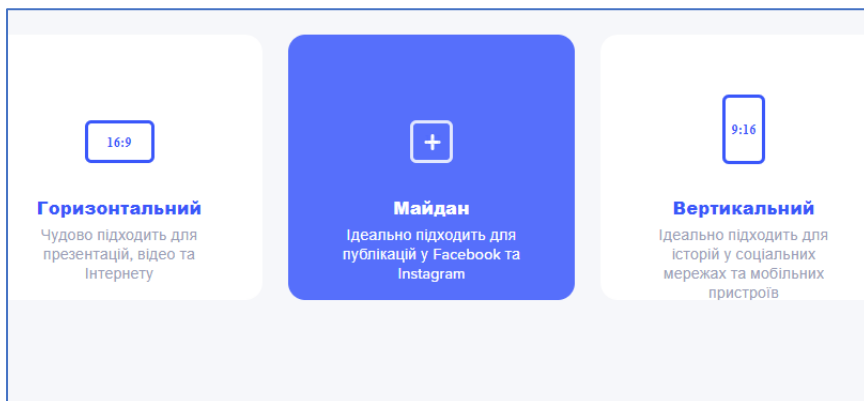 16:9
Горизонтальний
Чудово підходить для
презентацій, відео та
Інтернету
+
Майдан
Ідеально підходить для
публікацій у Facebook та
Instagram
9:16
Вертикальний
Ідеально підходить для
історій у соціальних
мережах та мобільних
пристроїв